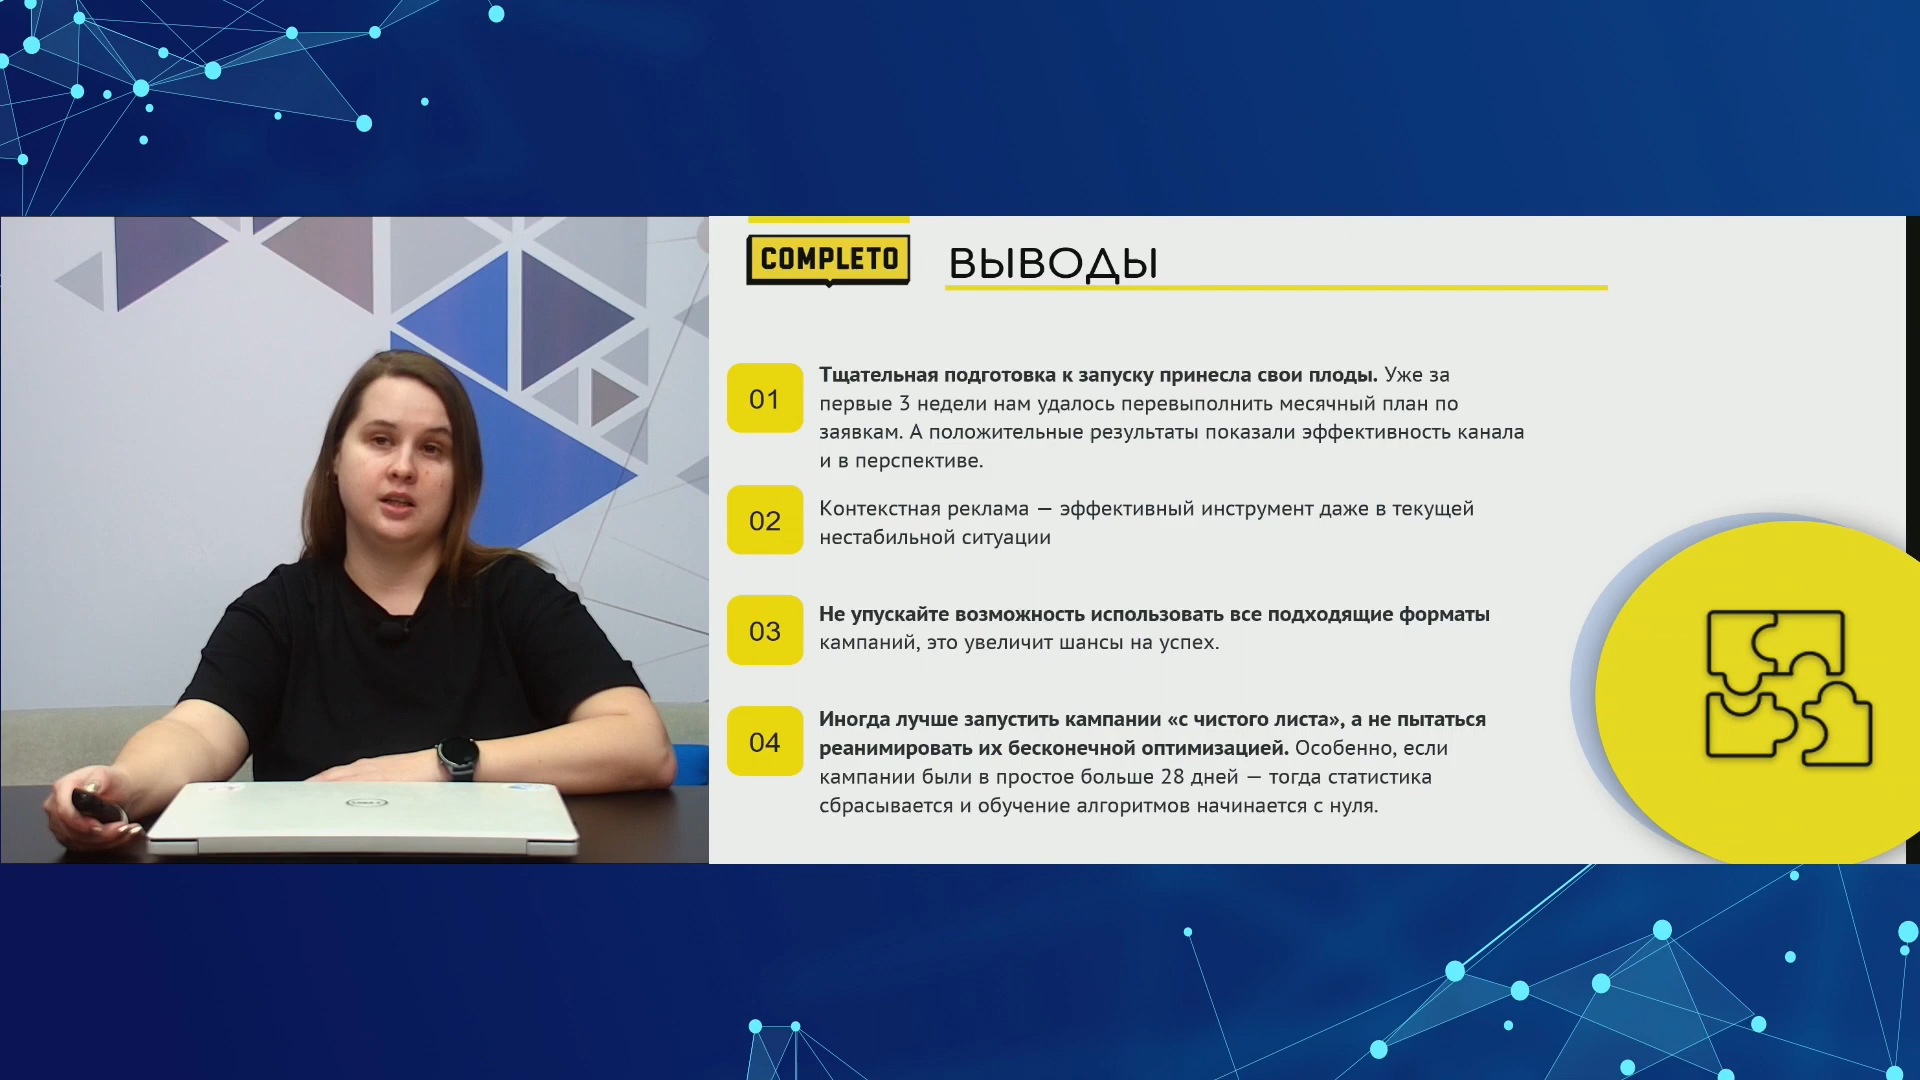 COMPLETO
ВЫВОДЫ
01
Тщательная подготовка к запуску принесла свои плоды. Уже за
первые 3 недели нам удалось перевыполнить месячный план по
заявкам. А положительные результаты показали эффективность канала
и в перспективе.
02
Контекстная реклама — эффективный инструмент даже в текущей
нестабильной ситуации
03
Не упускайте возможность использовать все подходящие форматы
кампаний, это увеличит шансы на успех.
04
Иногда лучше запустить кампании «с чистого листа», а не пытаться
реанимировать их бесконечной оптимизацией. Особенно, если
кампании были в простое больше 28 дней — тогда статистика
сбрасывается и обучение алгоритмов начинается с нуля.